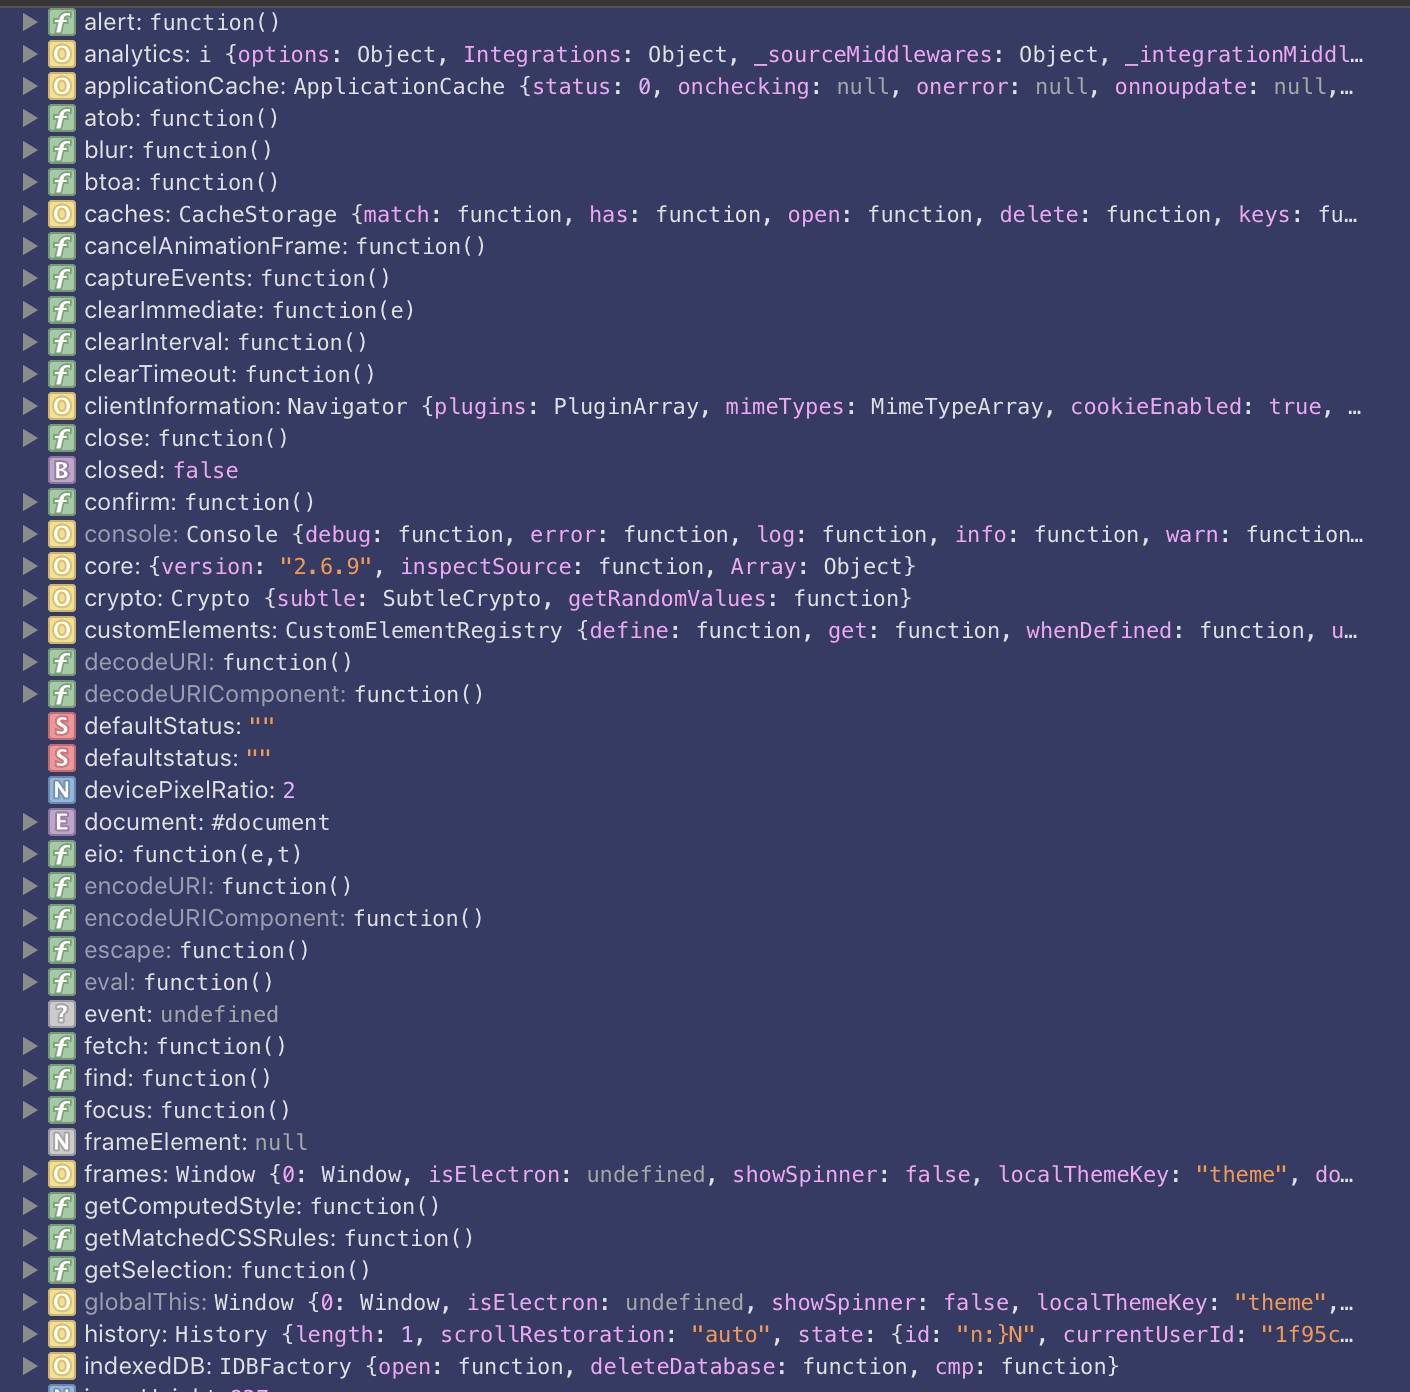 f alert: function()
O analytics: i {options: Object, Integrations: Object, _sourceMiddlewares: Object, _integrationMiddl…
O applicationCache: ApplicationCache {status: 0, onchecking: null, onerror: null, onnoupdate: null,…
f atob: function()
f blur: function()
f btoa: function()
O caches: CacheStorage {match: function, has: function, open: function, delete: function, keys: fu…
f cancelAnimationFrame: function()
f captureEvents: function()
f clearImmediate: function(e)
f clearInterval: function()
f clearTimeout: function()
O clientInformation: Navigator {plugins: PluginArray, mimeTypes: MimeTypeArray, cookieEnabled: true, …
f close: function()
B closed: false
f confirm: function()
O console: Console {debug: function, error: function, log: function, info: function, warn: function…
O core: {version: "2.6.9", inspectSource: function, Array: Object}
O crypto: Crypto {subtle: SubtleCrypto, getRandomValues: function}
O customElements: CustomElementRegistry {define: function, get: function, whenDefined: function, u…
f decodeURI: function()
f decodeURIComponent: function()
S defaultStatus: ""
S defaultstatus: ""
N devicePixelRatio: 2
E document: #document
f eio: function(e,t)
f encodeURI: function()
f encodeURIComponent: function()
f escape: function()
f eval: function()
? event: undefined
f fetch: function()
f find: function()
f focus: function()
N frameElement: null
O frames: Window {0: Window, isElectron: undefined, showSpinner: false, localThemeKey: "theme", do…
f getComputedStyle: function()
f getMatchedCSSRules: function()
f getSelection: function()
O globalThis: Window {0: Window, isElectron: undefined, showSpinner: false, localThemeKey: "theme",…
O history: History {length: 1, scrollRestoration: "auto", state: {id: "n:}N", currentUserId: "1f95c…
O indexedDB: IDBFactory {open: function, deleteDatabase: function, cmp: function}